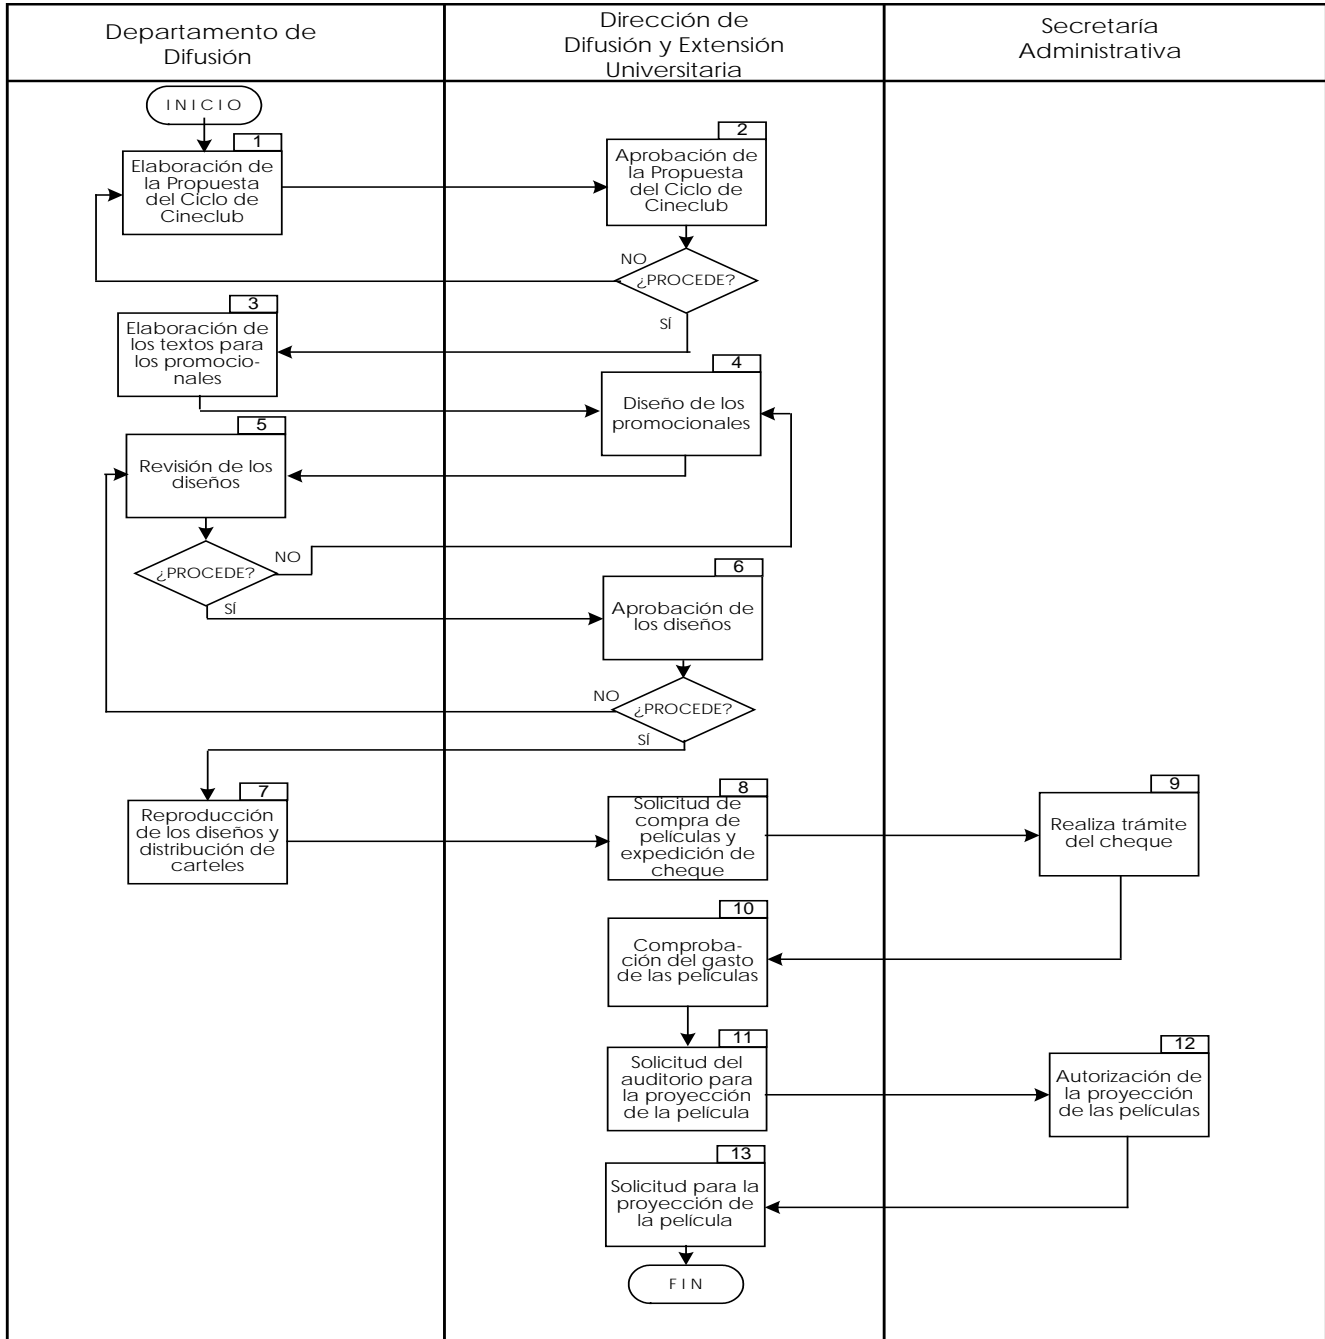 Departamento de
Difusión
Dirección de
Difusión y Extensión
Universitaria
Secretaría
Administrativa
INICIO
1
Elaboración de
la Propuesta
del Ciclo de
Cineclub
2
Aprobación de
la Propuesta
del Ciclo de
Cineclub
NO
¿PROCEDE?
SÍ
3
Elaboración de
los textos para
los promocio-
nales
4
Diseño de los
promocionales
5
Revisión de los
diseños
¿PROCEDE?
NO
SÍ
6
Aprobación de
los diseños
NO
¿PROCEDE?
SÍ
7
Reproducción
de los diseños y
distribución de
carteles
8
Solicitud de
compra de
películas y
expedición de
cheque
9
Realiza trámite
del cheque
10
Comproba-
ción del gasto
de las películas
11
Solicitud del
auditorio para
la proyección
de la película
12
Autorización de
la proyección
de las películas
13
Solicitud para la
proyección de
la película
FIN